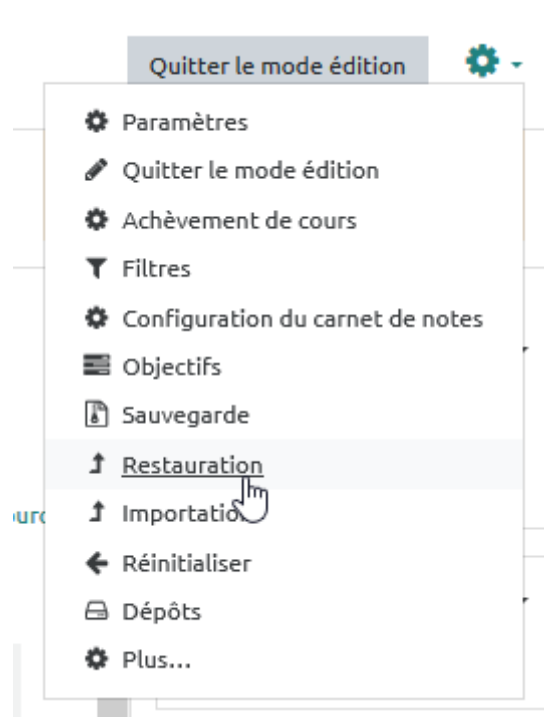 Quitter le mode édition
Paramètres
Quitter le mode édition
Achèvement de cours
Filtres
Configuration du carnet de notes
Objectifs
Sauvegarde
Restauration
Importation
Réinitialiser
Dépôts
Plus...